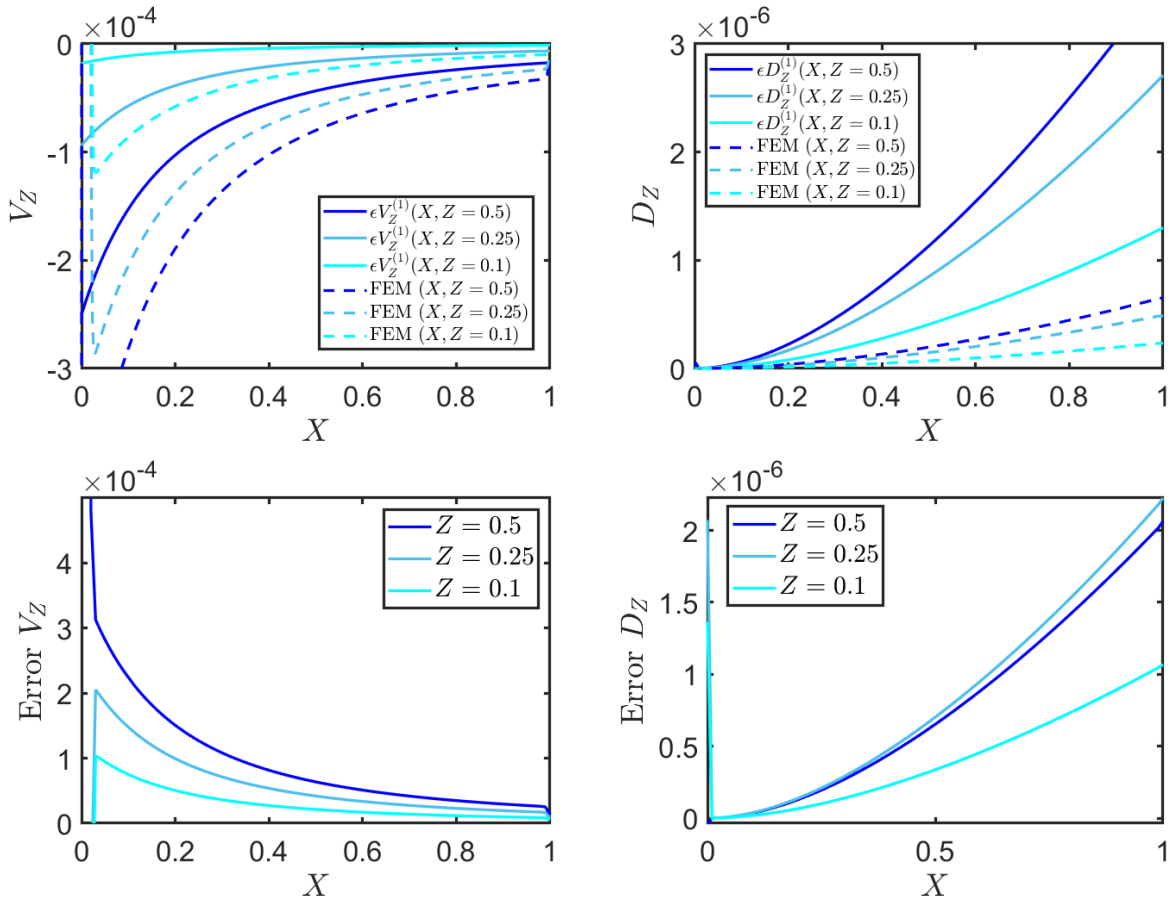 ×10⁻⁴
0
-1
-2
-3
V_Z
0
0.2
0.4
0.6
0.8
1
X
ϵV_Z^{(1)}(X, Z = 0.5)
ϵV_Z^{(1)}(X, Z = 0.25)
ϵV_Z^{(1)}(X, Z = 0.1)
FEM (X, Z = 0.5)
FEM (X, Z = 0.25)
FEM (X, Z = 0.1)
×10⁻⁶
3
2
1
0
D_Z
0
0.2
0.4
0.6
0.8
1
X
ϵD_Z^{(1)}(X, Z = 0.5)
ϵD_Z^{(1)}(X, Z = 0.25)
ϵD_Z^{(1)}(X, Z = 0.1)
FEM (X, Z = 0.5)
FEM (X, Z = 0.25)
FEM (X, Z = 0.1)
×10⁻⁴
4
3
2
1
0
Error V_Z
0
0.2
0.4
0.6
0.8
1
X
Z = 0.5
Z = 0.25
Z = 0.1
×10⁻⁶
2
1.5
1
0.5
0
Error D_Z
0
0.5
1
X
Z = 0.5
Z = 0.25
Z = 0.1